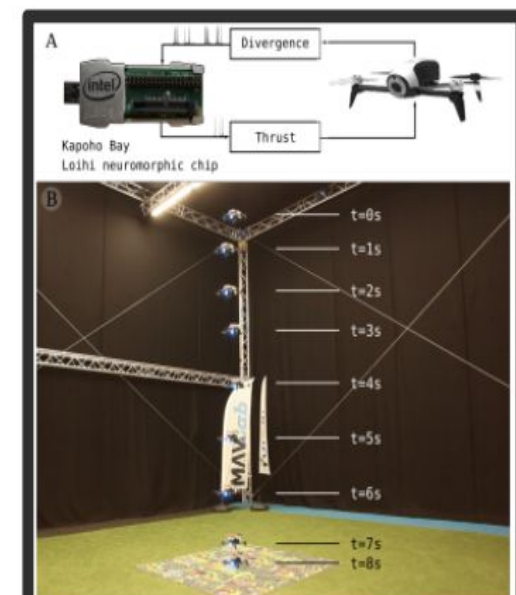 A
Divergence
intel
Thrust
Kapoho Bay
Loihi neuromorphic chip
B
t=0s
t=1s
t=2s
t=3s
t=4s
t=5s
t=6s
t=7s
t=8s
MAVLab